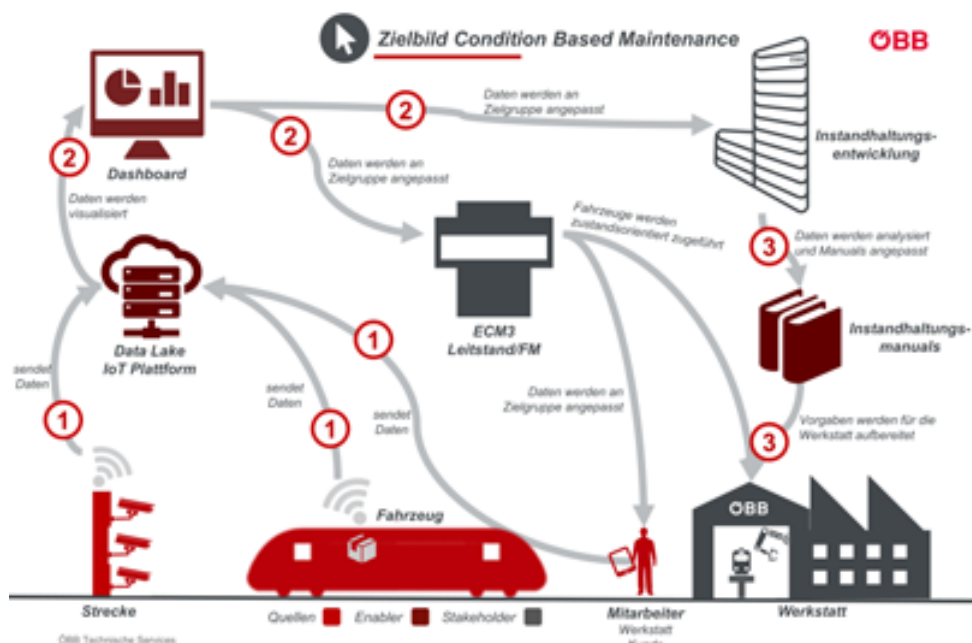 Zielbild Condition Based Maintenance
ÖBB
2
Daten werden an
Zielgruppe angepasst
Instandhaltungs-
entwicklung
2
Dashboard
Daten werden
visualisiert
2
Daten werden an
Zielgruppe angepasst
Fahrzeuge werden
zustandsorientiert zugeführt
3
Daten werden analysiert
und Manuals angepasst
Data Lake
IoT Plattform
ECM3
Leitstand/FM
Instandhaltungs-
manuals
sendet
Daten
1
sendet
Daten
1
sendet
Daten
1
Daten werden an
Zielgruppe angepasst
3
Vorgaben werden für die
Werkstatt aufbereitet
Fahrzeug
ÖBB
Strecke
Quellen
Enabler
Stakeholder
Mitarbeiter
Werkstatt
Kunde
Werkstatt
ÖBB Technische Services